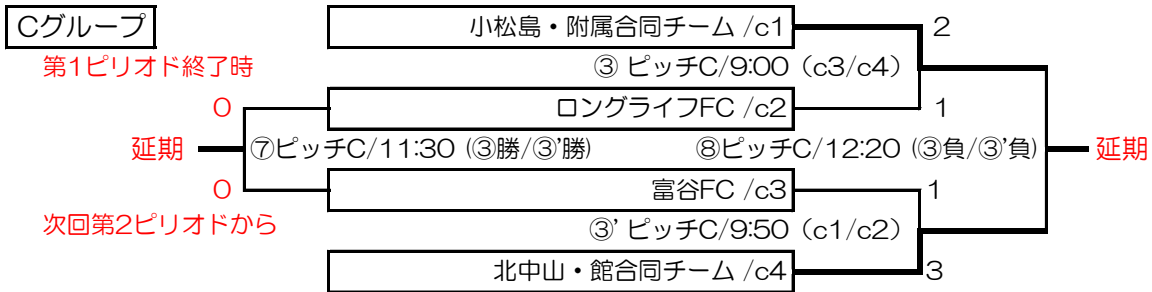 Cグループ
小松島・附属合同チーム /c1
2
第1ピリオド終了時
③ ピッチC/9:00（c3/c4）
0
ロングライフFC /c2
1
延期
⑦ピッチC/11:30 (③勝/③’勝)
⑧ピッチC/12:20 (③負/③’負)
延期
0
富谷FC /c3
1
次回第2ピリオドから
③’ ピッチC/9:50（c1/c2）
北中山・館合同チーム /c4
3